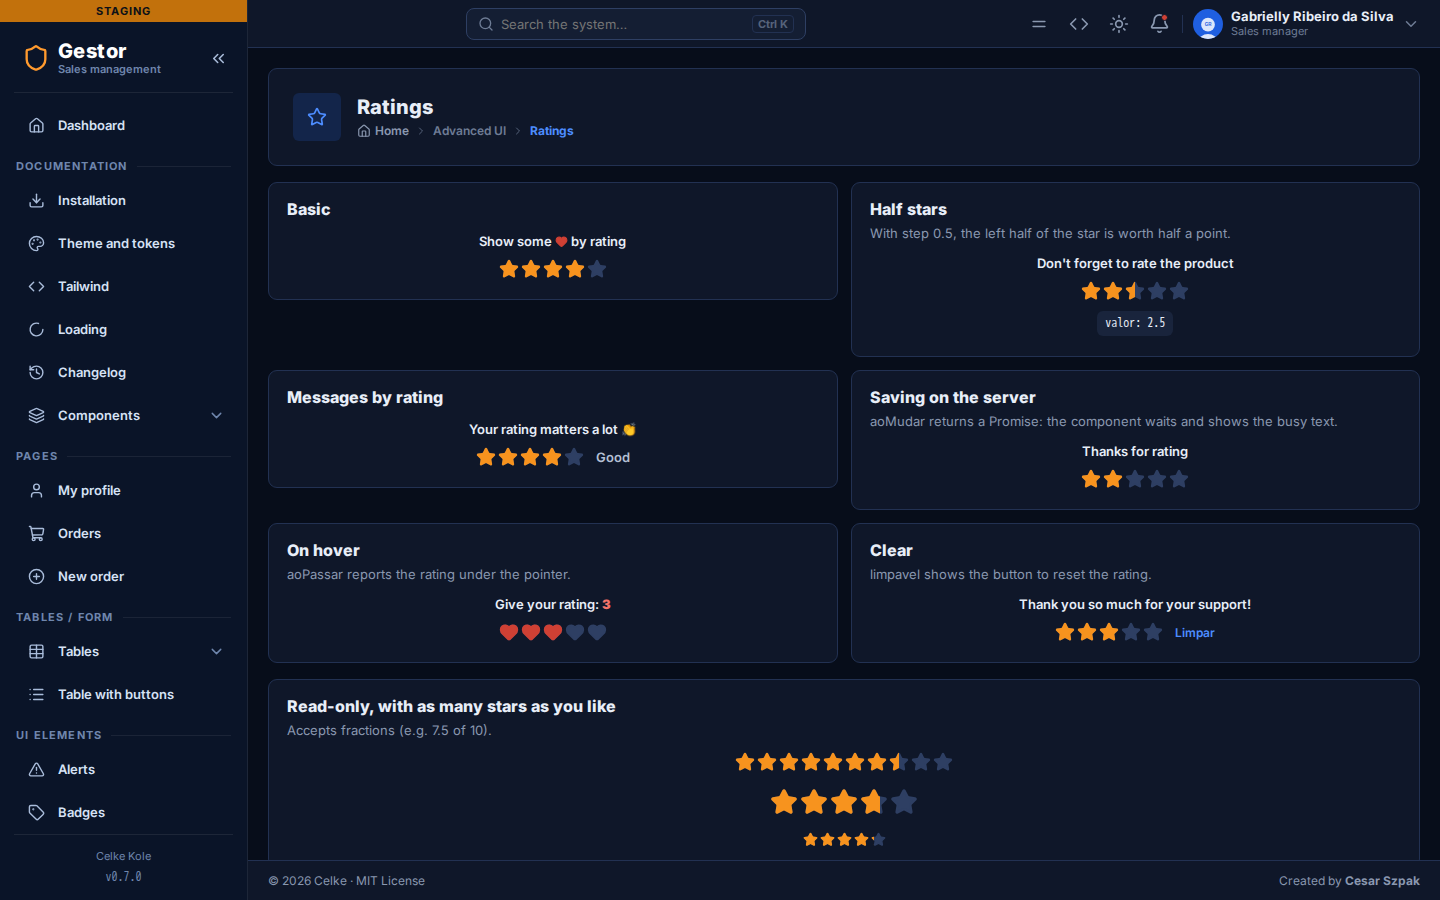 STAGING
Gestor
Sales management
Dashboard
DOCUMENTATION
Installation
Theme and tokens
Tailwind
Loading
Changelog
Components
PAGES
My profile
Orders
New order
TABLES / FORM
Tables
Table with buttons
UI ELEMENTS
Alerts
Badges
Celke Kole
v0.7.0
Search the system...
Ctrl K
GR
Gabrielly Ribeiro da Silva
Sales manager
Ratings
Home > Advanced UI > Ratings
Basic
Show some ❤ by rating
Half stars
With step 0.5, the left half of the star is worth half a point.
Don't forget to rate the product
valor: 2.5
Messages by rating
Your rating matters a lot 👏
Good
Saving on the server
aoMudar returns a Promise: the component waits and shows the busy text.
Thanks for rating
On hover
aoPassar reports the rating under the pointer.
Give your rating: 3
Clear
limpavel shows the button to reset the rating.
Thank you so much for your support!
Limpar
Read-only, with as many stars as you like
Accepts fractions (e.g. 7.5 of 10).
© 2026 Celke · MIT License
Created by Cesar Szpak